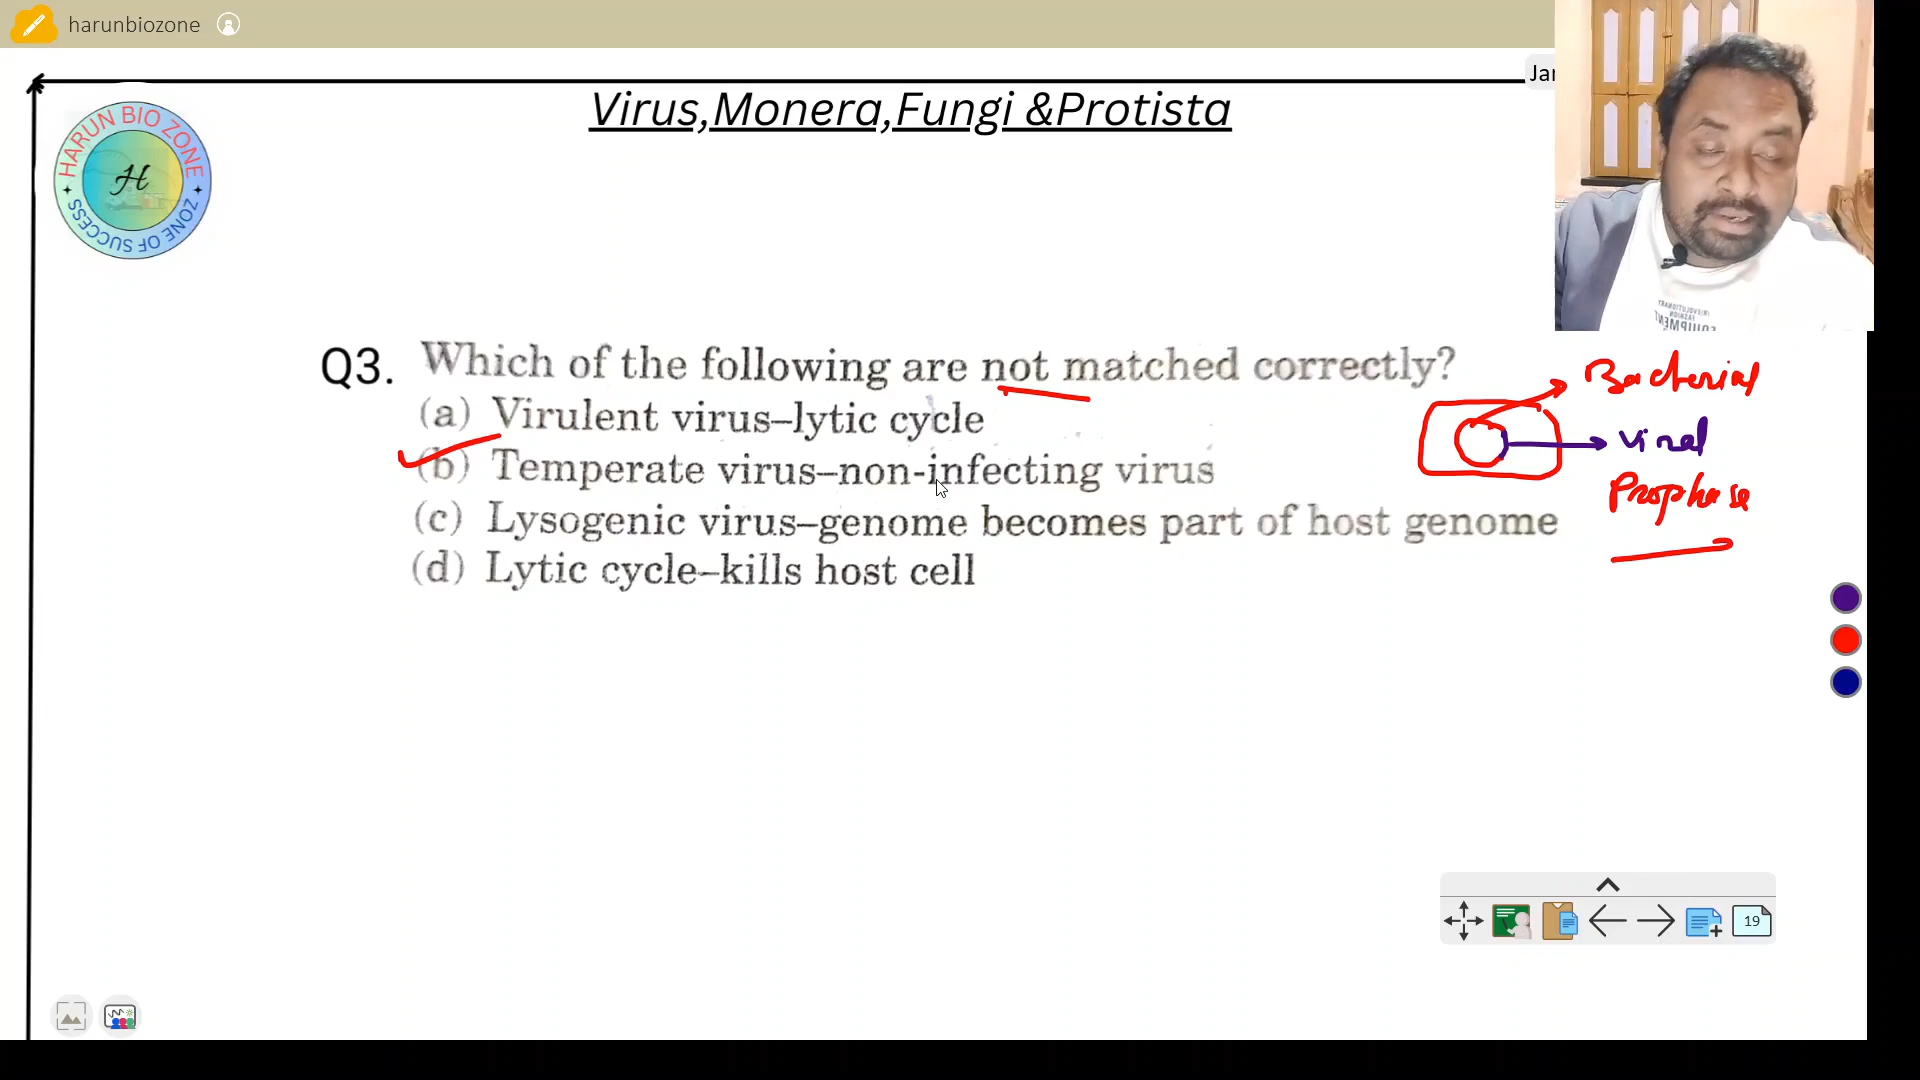 harunbiozone
Jan
Virus,Monera,Fungi &Protista
HARUN BIO ZONE
H
ZONE OF SUCCESS
Q3. Which of the following are not matched correctly?
(a) Virulent virus–lytic cycle
(b) Temperate virus–non-infecting virus
(c) Lysogenic virus–genome becomes part of host genome
(d) Lytic cycle–kills host cell
Bacterial
viral
Prophase
19